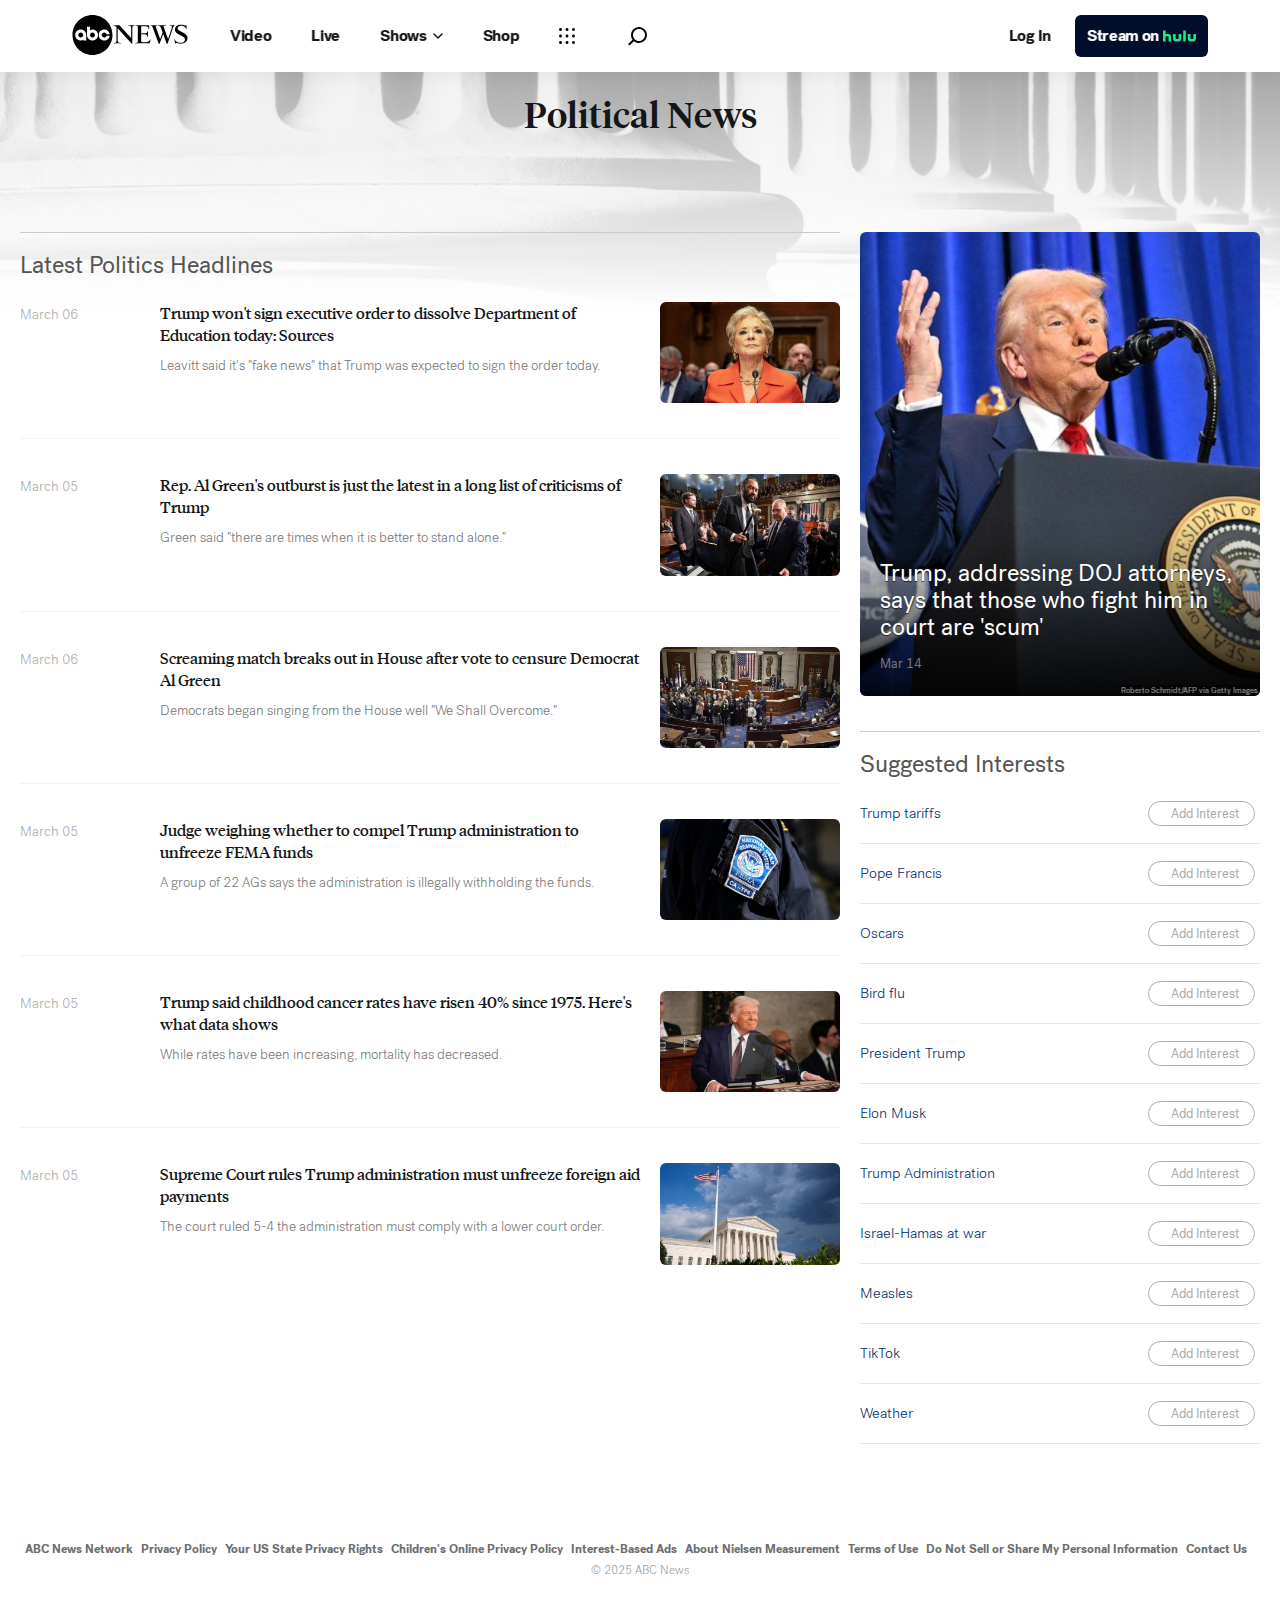 abc NEWS Video Live Shows Shop Log In Stream on hulu
Political News
Latest Politics Headlines
March 06
Trump won't sign executive order to dissolve Department of
Education today: Sources
Leavitt said it's "fake news" that Trump was expected to sign the order today.
March 05
Rep. Al Green's outburst is just the latest in a long list of criticisms of
Trump
Green said "there are times when it is better to stand alone."
March 06
Screaming match breaks out in House after vote to censure Democrat
Al Green
Democrats began singing from the House well "We Shall Overcome."
March 05
Judge weighing whether to compel Trump administration to
unfreeze FEMA funds
A group of 22 AGs says the administration is illegally withholding the funds.
March 05
Trump said childhood cancer rates have risen 40% since 1975. Here's
what data shows
While rates have been increasing, mortality has decreased.
March 05
Supreme Court rules Trump administration must unfreeze foreign aid
payments
The court ruled 5-4 the administration must comply with a lower court order.
Trump, addressing DOJ attorneys,
says that those who fight him in
court are 'scum'
Mar 14
Roberto Schmidt/AFP via Getty Images
Suggested Interests
Trump tariffs Add Interest
Pope Francis Add Interest
Oscars Add Interest
Bird flu Add Interest
President Trump Add Interest
Elon Musk Add Interest
Trump Administration Add Interest
Israel-Hamas at war Add Interest
Measles Add Interest
TikTok Add Interest
Weather Add Interest
ABC News Network Privacy Policy Your US State Privacy Rights Children's Online Privacy Policy Interest-Based Ads About Nielsen Measurement Terms of Use Do Not Sell or Share My Personal Information Contact Us
© 2025 ABC News